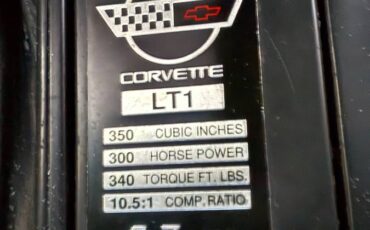 CORVETTE
LT1
350 CUBIC INCHES
300 HORSE POWER
340 TORQUE FT. LBS.
10.5:1 COMP. RATIO